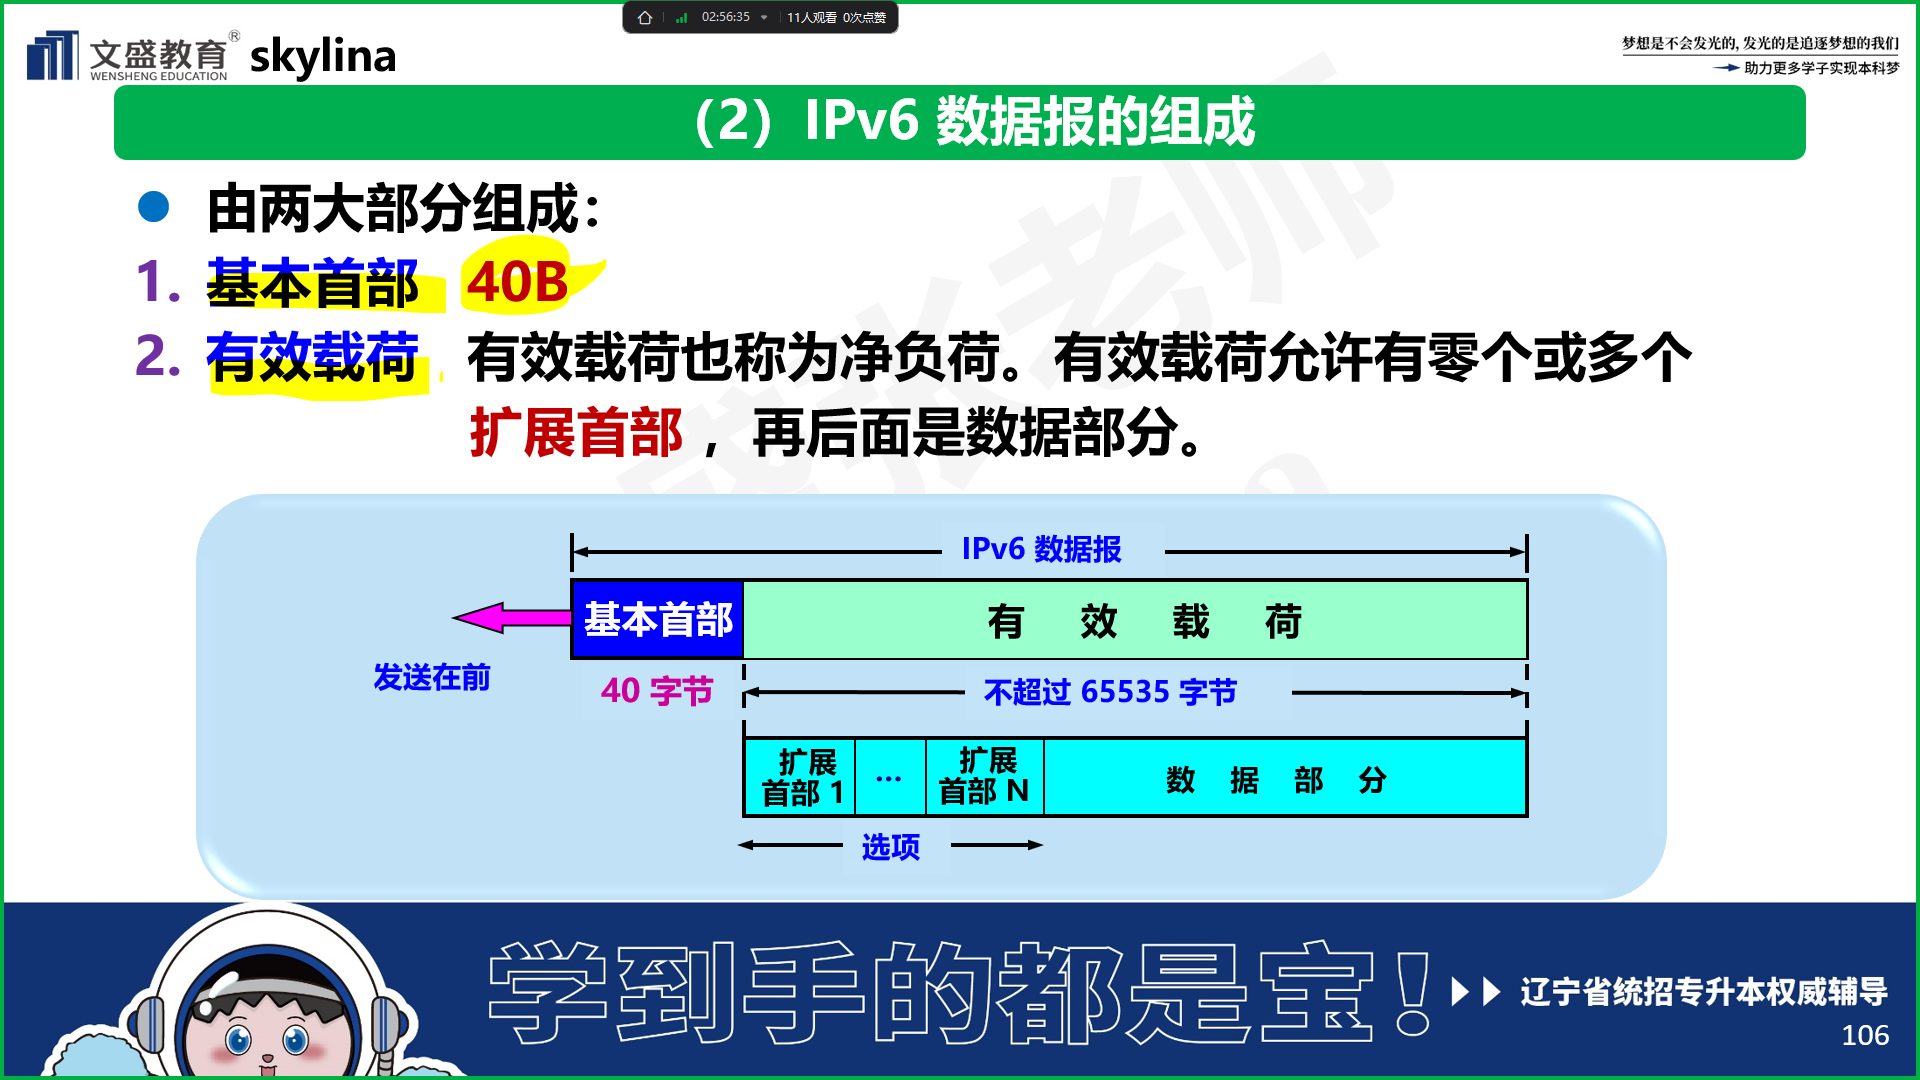 02:56:35 11人观看 0次点赞
文盛教育® skylina
WENSHENG EDUCATION
梦想是不会发光的,发光的是追逐梦想的我们
助力更多学子实现本科梦
（2）IPv6 数据报的组成
由两大部分组成：
1. 基本首部 40B
2. 有效载荷 有效载荷也称为净负荷。有效载荷允许有零个或多个
扩展首部，再后面是数据部分。
IPv6 数据报
基本首部 有 效 载 荷
发送在前
40 字节 不超过 65535 字节
扩展
首部 1
...
扩展
首部 N
数 据 部 分
选项
学到手的都是宝！
辽宁省统招专升本权威辅导
106
盛张老师